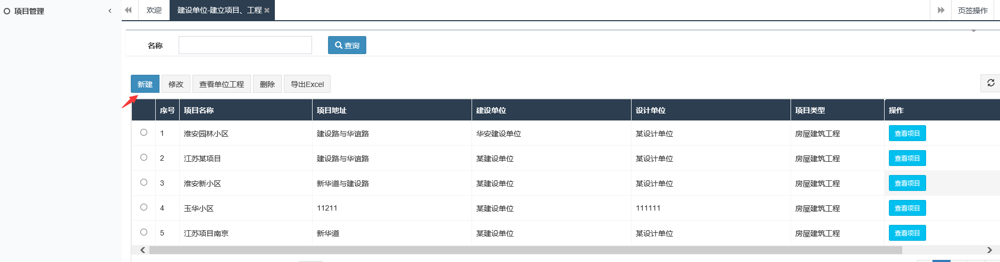 项目管理
欢迎
建设单位-建立项目、工程
页签操作
名称
查询
新建 修改 查看单位工程 删除 导出Excel
序号 项目名称 项目地址 建设单位 设计单位 项目类型 操作
1 淮安园林小区 建设路与华谊路 华安建设单位 某设计单位 房屋建筑工程 查看项目
2 江苏某项目 建设路与华谊路 某建设单位 某设计单位 房屋建筑工程 查看项目
3 淮安新小区 新华道与建设路 某建设单位 某设计单位 房屋建筑工程 查看项目
4 玉华小区 11211 某建设单位 111111 房屋建筑工程 查看项目
5 江苏项目南京 新华道 某建设单位 某设计单位 房屋建筑工程 查看项目